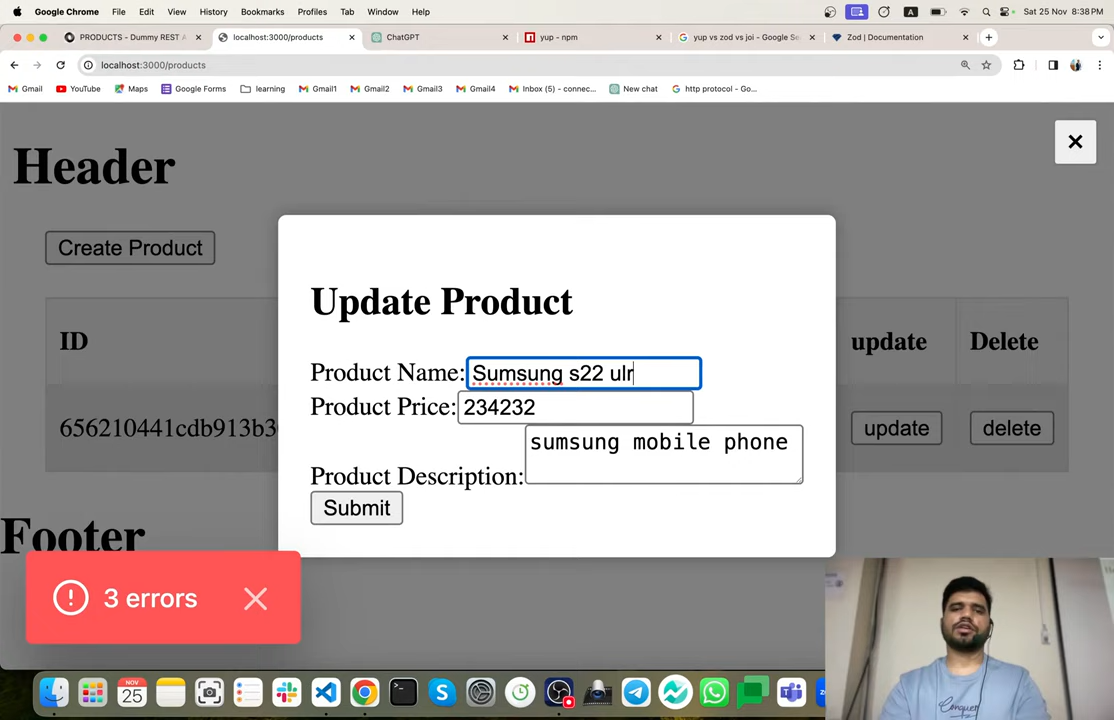 Google Chrome File Edit View History Bookmarks Profiles Tab Window Help A Sat 25 Nov 8:38 PM
PRODUCTS - Dummy REST A localhost:3000/products ChatGPT yup - npm yup vs zod vs joi - Google Se Zod | Documentation
localhost:3000/products
Gmail YouTube Maps Google Forms learning Gmail1 Gmail2 Gmail3 Gmail4 Inbox (5) - connec... New chat http protocol - Go...
Header
Create Product
Update Product
ID
update Delete
Product Name: Sumsung s22 ulr
Product Price: 234232
656210441cdb913b3
update delete
sumsung mobile phone
Product Description:
Submit
Footer
3 errors
NOV
25
Conquer